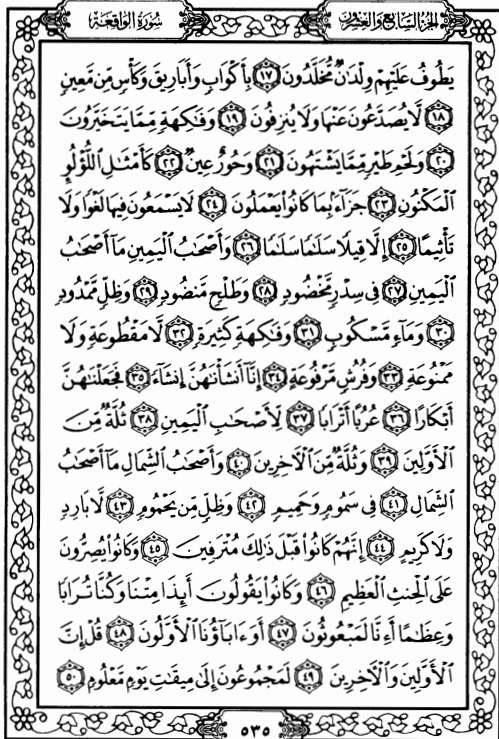 الجزء السابع والعشرون
سورة الواقعة
يَطُوفُ عَلَيْهِمْ وِلْدَٰنٌ مُّخَلَّدُونَ ١٧ بِأَكْوَابٍ وَأَبَارِيقَ وَكَأْسٍ مِّن مَّعِينٍ
١٨ لَّا يُصَدَّعُونَ عَنْهَا وَلَا يُنزِفُونَ ١٩ وَفَٰكِهَةٍ مِّمَّا يَتَخَيَّرُونَ
٢٠ وَلَحْمِ طَيْرٍ مِّمَّا يَشْتَهُونَ ٢١ وَحُورٌ عِينٌ ٢٢ كَأَمْثَٰلِ ٱللُّؤْلُؤِ
ٱلْمَكْنُونِ ٢٣ جَزَآءًۢ بِمَا كَانُوا۟ يَعْمَلُونَ ٢٤ لَا يَسْمَعُونَ فِيهَا لَغْوًا وَلَا
تَأْثِيمًا ٢٥ إِلَّا قِيلًا سَلَٰمًا سَلَٰمًا ٢٦ وَأَصْحَٰبُ ٱلْيَمِينِ مَآ أَصْحَٰبُ
ٱلْيَمِينِ ٢٧ فِى سِدْرٍ مَّخْضُودٍ ٢٨ وَطَلْحٍ مَّنضُودٍ ٢٩ وَظِلٍّ مَّمْدُودٍ
٣٠ وَمَآءٍ مَّسْكُوبٍ ٣١ وَفَٰكِهَةٍ كَثِيرَةٍ ٣٢ لَّا مَقْطُوعَةٍ وَلَا
مَمْنُوعَةٍ ٣٣ وَفُرُشٍ مَّرْفُوعَةٍ ٣٤ إِنَّآ أَنشَأْنَٰهُنَّ إِنشَآءً ٣٥ فَجَعَلْنَٰهُنَّ
أَبْكَارًا ٣٦ عُرُبًا أَتْرَابًا ٣٧ لِّأَصْحَٰبِ ٱلْيَمِينِ ٣٨ ثُلَّةٌ مِّنَ
ٱلْأَوَّلِينَ ٣٩ وَثُلَّةٌ مِّنَ ٱلْـَٔاخِرِينَ ٤٠ وَأَصْحَٰبُ ٱلشِّمَالِ مَآ أَصْحَٰبُ
ٱلشِّمَالِ ٤١ فِى سَمُومٍ وَحَمِيمٍ ٤٢ وَظِلٍّ مِّن يَحْمُومٍ ٤٣ لَّا بَارِدٍ
وَلَا كَرِيمٍ ٤٤ إِنَّهُمْ كَانُوا۟ قَبْلَ ذَٰلِكَ مُتْرَفِينَ ٤٥ وَكَانُوا۟ يُصِرُّونَ
عَلَى ٱلْحِنثِ ٱلْعَظِيمِ ٤٦ وَكَانُوا۟ يَقُولُونَ أَئِذَا مِتْنَا وَكُنَّا تُرَابًا
وَعِظَٰمًا أَءِنَّا لَمَبْعُوثُونَ ٤٧ أَوَءَابَآؤُنَا ٱلْأَوَّلُونَ ٤٨ قُلْ إِنَّ
ٱلْأَوَّلِينَ وَٱلْـَٔاخِرِينَ ٤٩ لَمَجْمُوعُونَ إِلَىٰ مِيقَٰتِ يَوْمٍ مَّعْلُومٍ ٥٠
٥٣٥